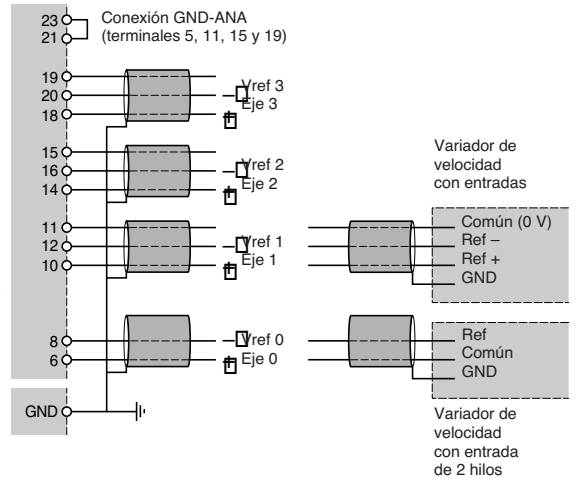 23
21
Conexión GND-ANA
(terminales 5, 11, 15 y 19)
19
20
18
Vref 3
Eje 3
15
16
14
Vref 2
Eje 2
11
12
10
Vref 1
Eje 1
8
6
Vref 0
Eje 0
GND
Variador de
velocidad
con entradas
Común (0 V)
Ref –
Ref +
GND
Ref
Común
GND
Variador de
velocidad
con entrada
de 2 hilos